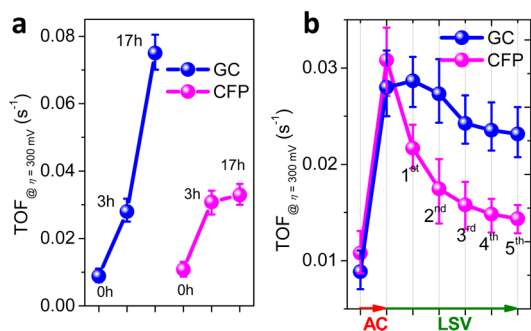 a
TOF @ η = 300 mV (s⁻¹)
0.08
0.06
0.04
0.02
0.00
17h
GC
CFP
3h
0h
17h
3h
0h
b
TOF @ η = 300 mV (s⁻¹)
0.03
0.02
0.01
GC
CFP
1st
2nd
3rd
4th
5th
AC
LSV